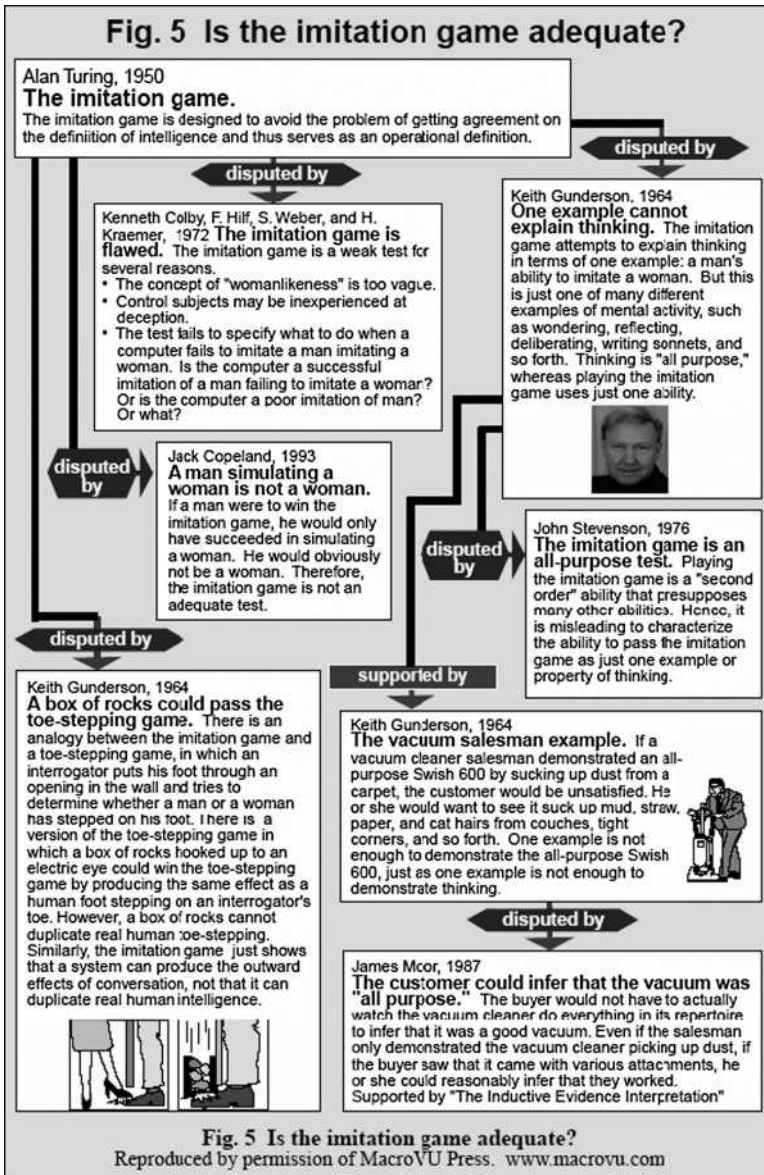 Fig. 5 Is the imitation game adequate?
Alan Turing, 1950
The imitation game.
The imitation game is designed to avoid the problem of getting agreement on
the definiition of intelligence and thus serves as an operational definition.
disputed by
disputed by
Kenneth Colby, F. Hilf, S. Weber, and H.
Kraemer, 1972 The imitation game is
flawed. The imitation game is a weak test for
several reasons.
• The concept of "womanlikeness" is too vague.
• Control subjects may be inexperienced at
deception.
• The test fails to specify what to do when a
computer fails to imitate a man imitating a
woman. Is the computer a successful
imitation of a man failing to imitate a woman?
Or is the computer a poor imitation of man?
Or what?
Keith Gunderson, 1964
One example cannot
explain thinking. The imitation
game attempts to explain thinking
in terms of one example: a man's
ability to imitate a woman. But this
is just one of many different
examples of mental activity, such
as wondering, reflecting,
deliberating, writing sonnets, and
so forth. Thinking is "all purpose,"
whereas playing the imitation
game uses just one ability.
disputed
by
Jack Copeland, 1993
A man simulating a
woman is not a woman.
If a man were to win the
imitation game, he would only
have succeeded in simulating
a woman. He would obviously
not be a woman. Therefore,
the imitation game is not an
adequate test.
disputed
by
John Stevenson, 1976
The imitation game is an
all-purpose test. Playing
the imitation game is a "second
order" ability that presupposes
many other abilities. Hence, it
is misleading to characterize
the ability to pass the imitation
game as just one example or
property of thinking.
disputed by
Keith Gunderson, 1964
A box of rocks could pass the
toe-stepping game. There is an
analogy between the imitation game and
a toe-stepping game, in which an
interrogator puts his foot through an
opening in the wall and tries to
determine whether a man or a woman
has stepped on his foot. There is a
version of the toe-stepping game in
which a box of rocks hooked up to an
electric eye could win the toe-stepping
game by producing the same effect as a
human foot stepping on an interrogator's
toe. However, a box of rocks cannot
duplicate real human toe-stepping.
Similarly, the imitation game just shows
that a system can produce the outward
effects of conversation, not that it can
duplicate real human intelligence.
supported by
Keith Gunderson, 1964
The vacuum salesman example. If a
vacuum cleaner salesman demonstrated an all-
purpose Swish 600 by sucking up dust from a
carpet, the customer would be unsatisfied. He
or she would want to see it suck up mud, straw,
paper, and cat hairs from couches, tight
corners, and so forth. One example is not
enough to demonstrate the all-purpose Swish
600, just as one example is not enough to
demonstrate thinking.
disputed by
James Moor, 1987
The customer could infer that the vacuum was
"all purpose." The buyer would not have to actually
watch the vacuum cleaner do everything in its repertoire
to infer that it was a good vacuum. Even if the salesman
only demonstrated the vacuum cleaner picking up dust, if
the buyer saw that it came with various attachments, he
or she could reasonably infer that they worked.
Supported by "The Inductive Evidence Interpretation"
Fig. 5 Is the imitation game adequate?
Reproduced by permission of MacroVU Press. www.macrovu.com